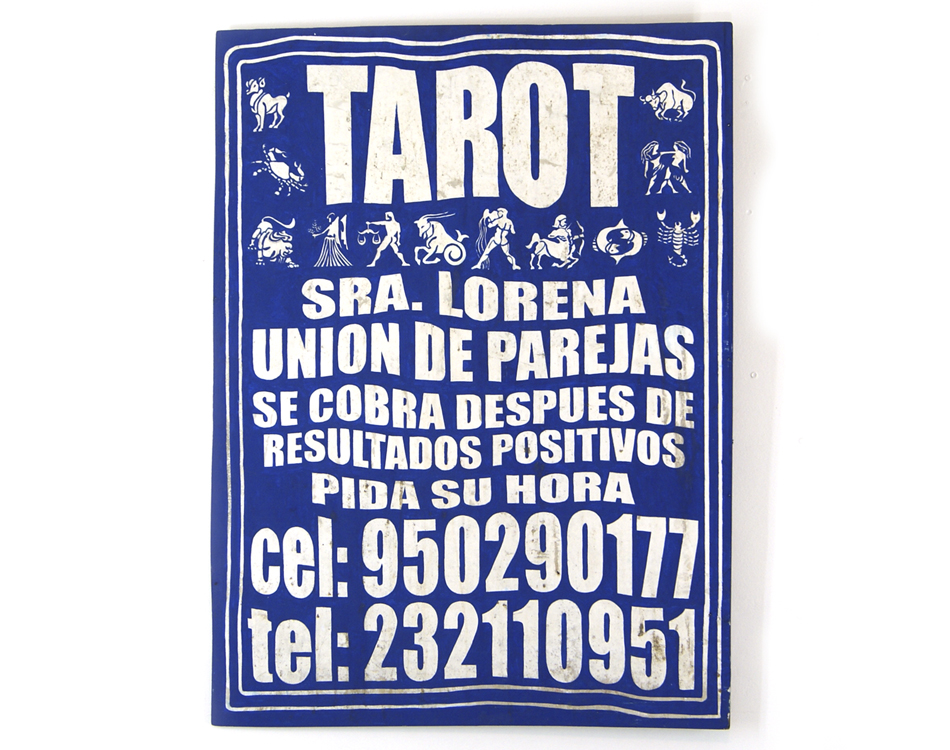 TAROT
SRA. LORENA
UNION DE PAREJAS
SE COBRA DESPUES DE
RESULTADOS POSITIVOS
PIDA SU HORA
cel: 950290177
tel: 232110951